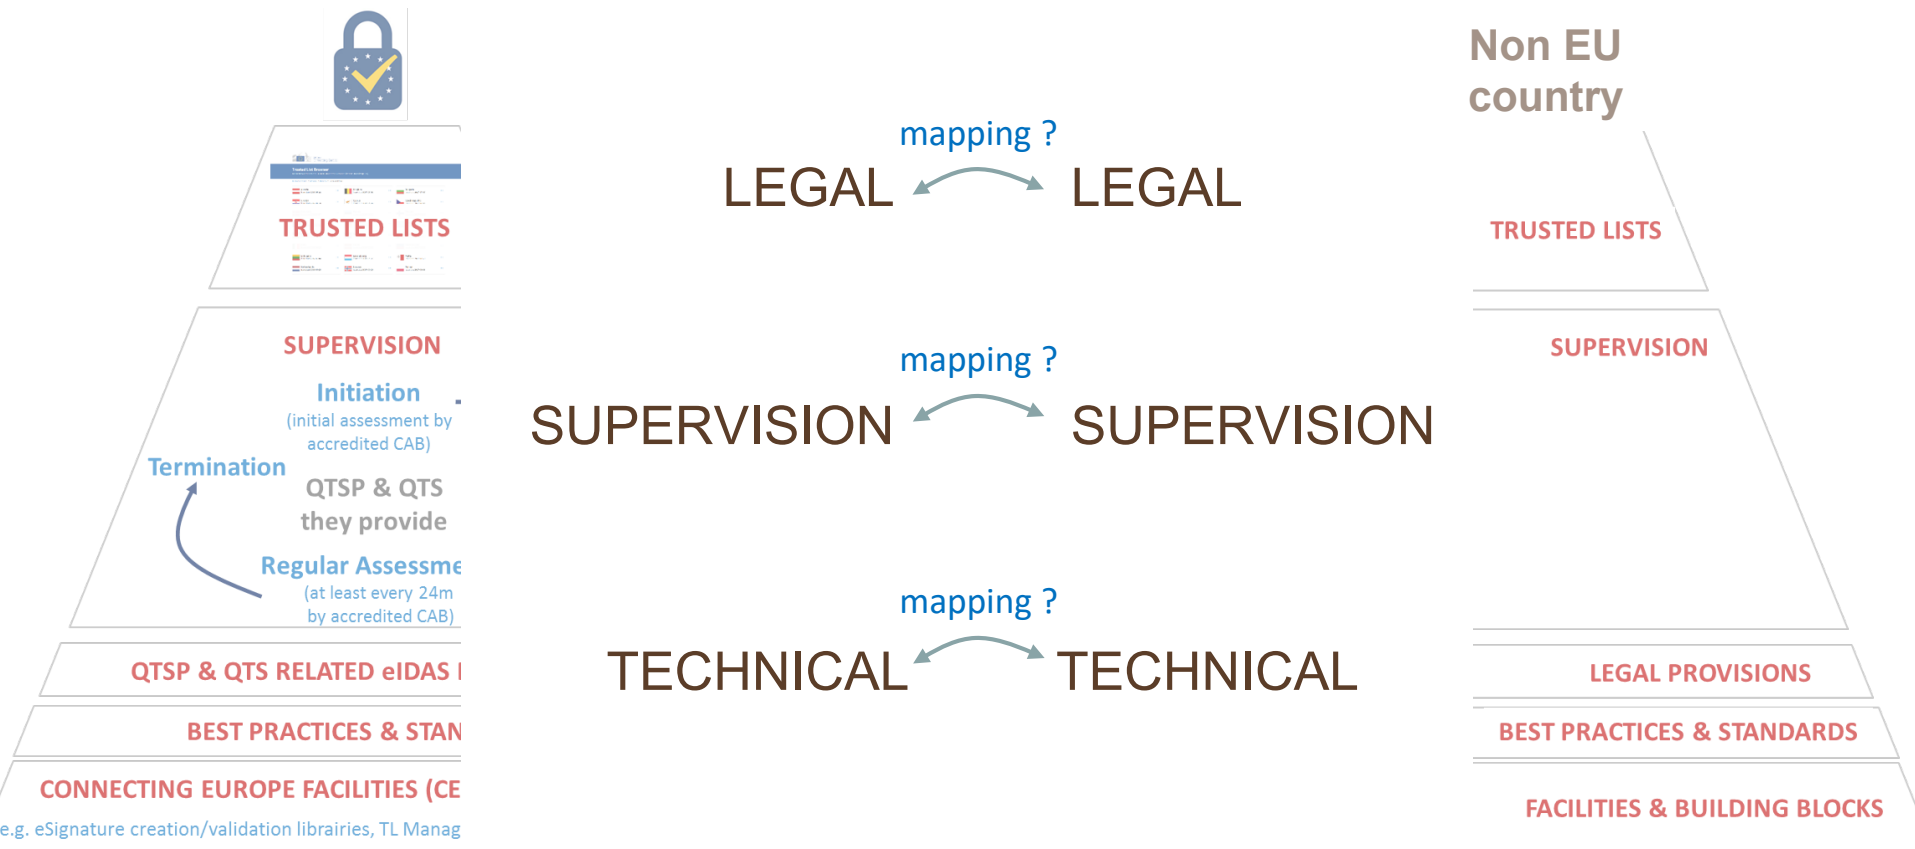 Non EU
country
mapping ?
LEGAL
LEGAL
Trusted List Browser
TRUSTED LISTS
TRUSTED LISTS
mapping ?
SUPERVISION
SUPERVISION
SUPERVISION
Initiation
(initial assessment by
accredited CAB)
SUPERVISION
Termination
QTSP & QTS
they provide
Regular Assessme
(at least every 24m
by accredited CAB)
mapping ?
TECHNICAL
TECHNICAL
QTSP & QTS RELATED eIDAS
LEGAL PROVISIONS
BEST PRACTICES & STAN
BEST PRACTICES & STANDARDS
CONNECTING EUROPE FACILITIES (CE
FACILITIES & BUILDING BLOCKS
e.g. eSignature creation/validation librairies, TL Manag